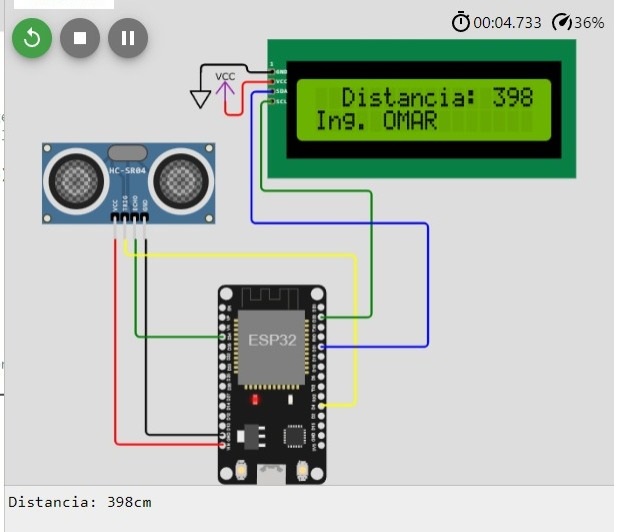 00:04.733
36%
VCC
1
GND
VCC
SDA
SCL
Distancia: 398
Ing. OMAR
HC-SR04
VCC
TRIG
ECHO
GND
ESP32
Distancia: 398cm